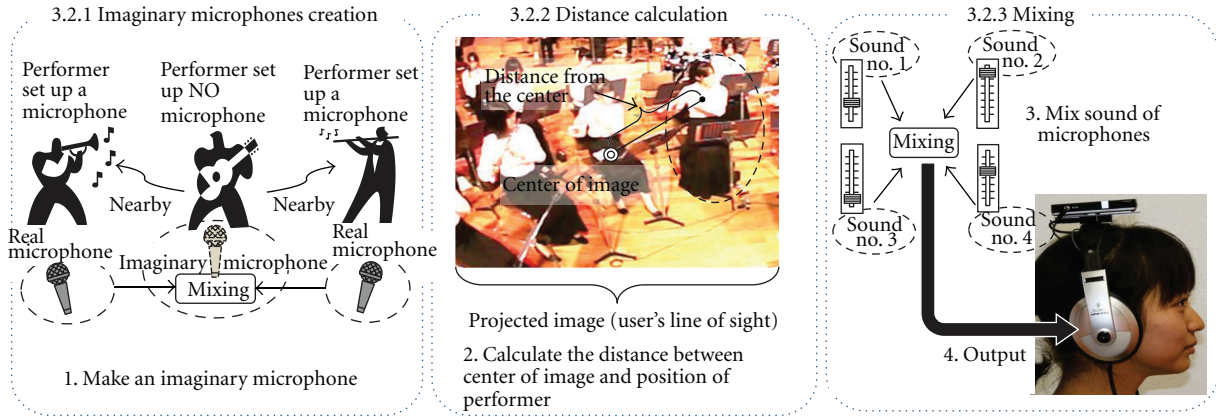 3.2.1 Imaginary microphones creation
Performer
set up a
microphone
Performer set
up NO
microphone
Performer set
up a
microphone
Nearby
Nearby
Real
microphone
Imaginary microphone
Real
microphone
Mixing
1. Make an imaginary microphone
3.2.2 Distance calculation
Distance from
the center
Center of image
Projected image (user's line of sight)
2. Calculate the distance between
center of image and position of
performer
3.2.3 Mixing
Sound
no. 1
Sound
no. 2
3. Mix sound of
microphones
Mixing
Sound
no. 3
Sound
no. 4
4. Output